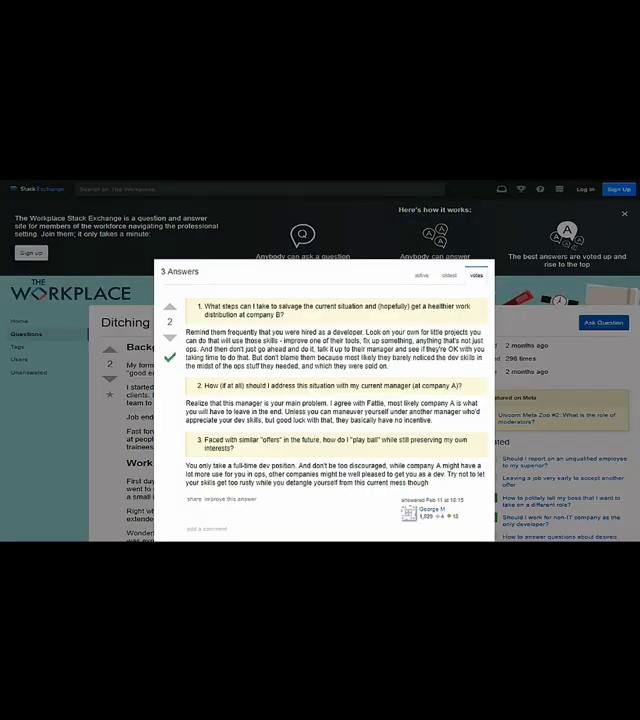 StackExchange
Search on The Workplace
Log In
Sign Up
The Workplace Stack Exchange is a question and answer
site for members of the workforce navigating the professional
setting. Join them; it only takes a minute:
Sign up
Here's how it works:
Anybody can ask a question
Anybody can answer
The best answers are voted up and
rise to the top
THE
WORKPLACE
Home
Questions
Tags
Users
Unanswered
Ditching
Ask Question
2
3 Answers
active
oldest
votes
2
1. What steps can I take to salvage the current situation and (hopefully) get a healthier work
distribution at company B?
Remind them frequently that you were hired as a developer. Look on your own for little projects you
can do that will use those skills - improve one of their tools, fix up something, anything that's not just
ops. And then don't just go ahead and do it, talk it up to their manager and see if they're OK with you
taking time to do that. But don't blame them because most likely they barely noticed the dev skills in
the midst of the ops stuff they needed, and which they were sold on.
2. How (if at all) should I address this situation with my current manager (at company A)?
Realize that this manager is your main problem. I agree with Fattie, most likely company A is what
you will have to leave in the end. Unless you can maneuver yourself under another manager who'd
appreciate your dev skills, but good luck with that, they basically have no incentive.
3. Faced with similar "offers" in the future, how do I "play ball" while still preserving my own
interests?
You only take a full-time dev position. And don't be too discouraged, while company A might have a
lot more use for you in ops, other companies might be well pleased to get you as a dev. Try not to let
your skills get too rusty while you detangle yourself from this current mess though
share improve this answer
answered Feb 11 at 16:15
George M
add a comment
Backg
My form
"good e
I started
clients.
team to
Job end
Fast for
at people
trainees
Work
First day
went to
a small
Right wh
extende
Wonder
2 months ago
296 times
2 months ago
atured on Meta
Unicorn Meta Zoo #2: What is the role of
moderators?
ated
Should I report on an unqualified employee
to my superior?
Leaving a job very early to accept another
offer
How to politely tell my boss that I want to
take on a different role?
Should I work for non-IT company as the
only developer?
How to answer questions about desires